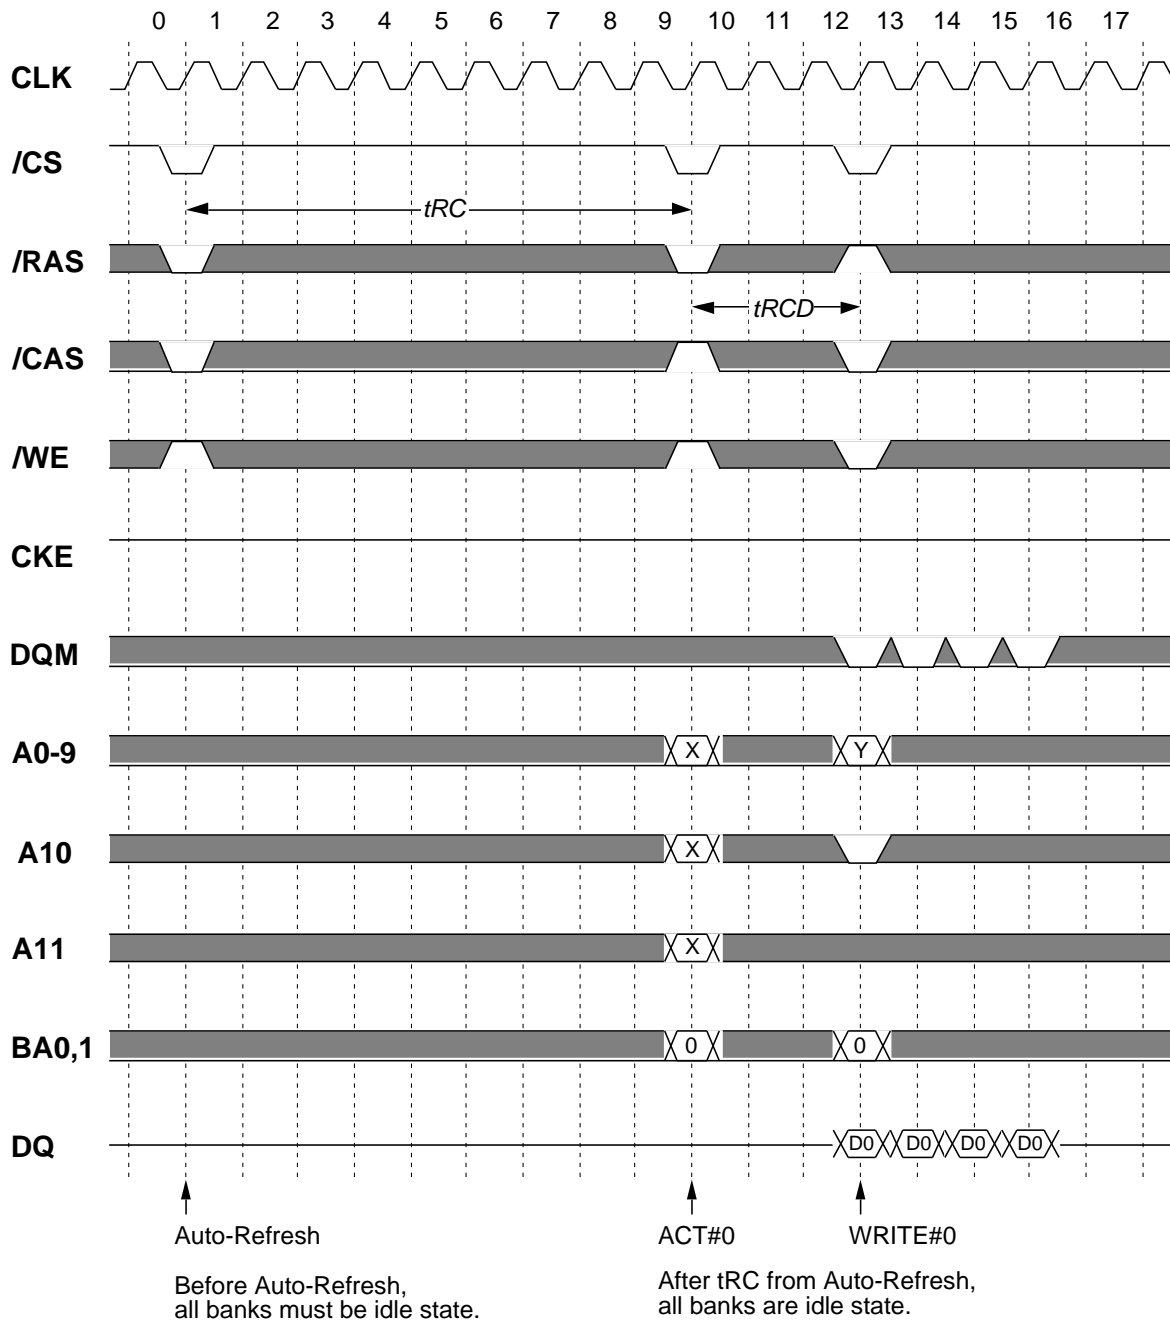 0 1 2 3 4 5 6 7 8 9 10 11 12 13 14 15 16 17
CLK
/CS
tRC
/RAS
tRCD
/CAS
/WE
CKE
DQM
A0-9 X Y
A10 X
A11 X
BA0,1 0 0
DQ D0 D0 D0 D0
Auto-Refresh ACT#0 WRITE#0
Before Auto-Refresh,
all banks must be idle state.
After tRC from Auto-Refresh,
all banks are idle state.